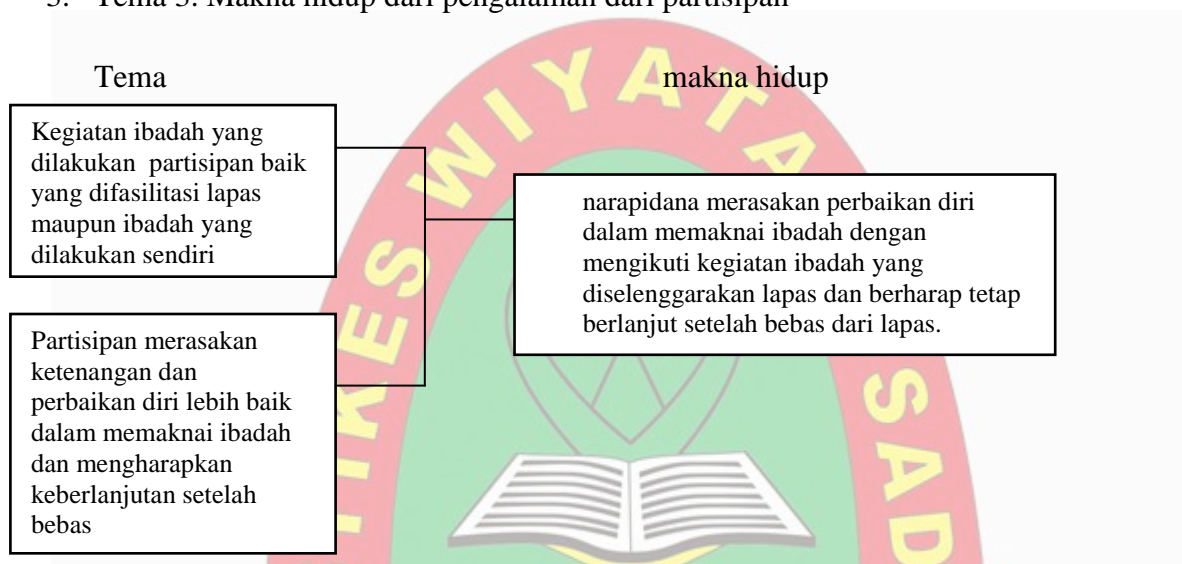 3. Tema 3: Makna hidup dari pengalaman dari partisipan
Tema
makna hidup
Kegiatan ibadah yang
dilakukan partisipan baik
yang difasilitasi lapas
maupun ibadah yang
dilakukan sendiri
narapidana merasakan perbaikan diri
dalam memaknai ibadah dengan
mengikuti kegiatan ibadah yang
diselenggarakan lapas dan berharap tetap
berlanjut setelah bebas dari lapas.
Partisipan merasakan
ketenangan dan
perbaikan diri lebih baik
dalam memaknai ibadah
dan mengharapkan
keberlanjutan setelah
bebas
WIYATA